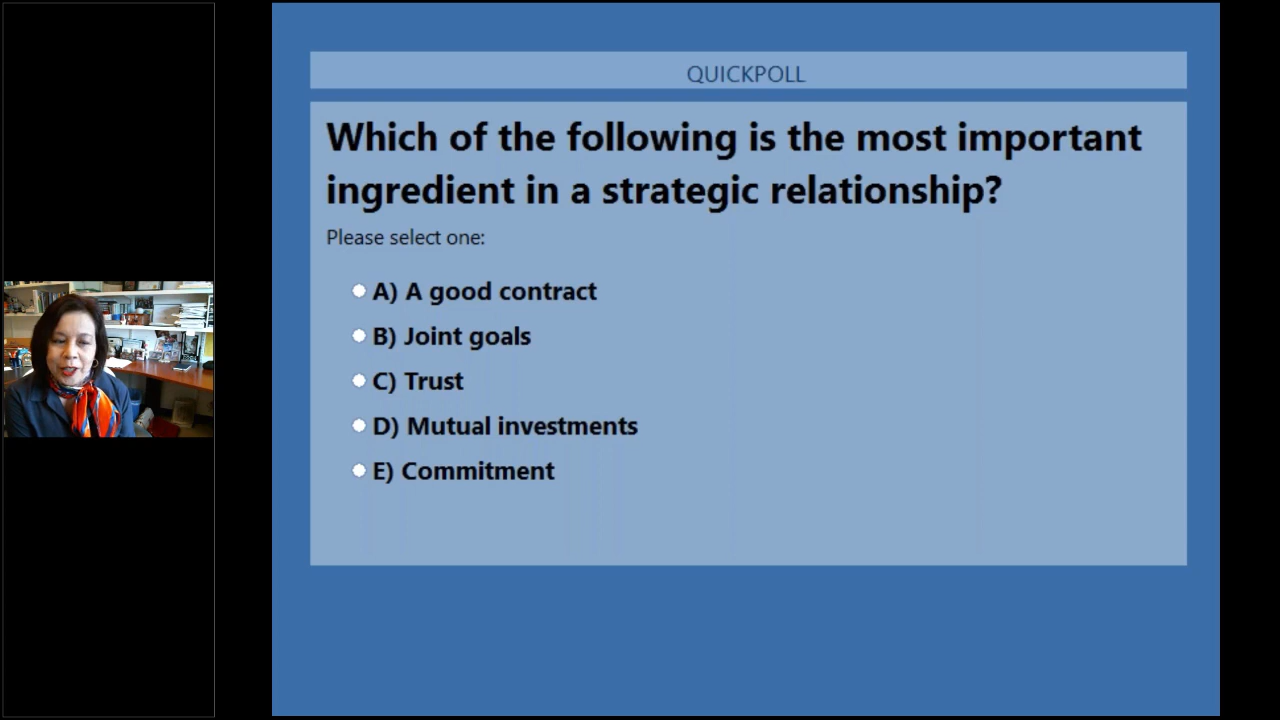 QUICKPOLL
Which of the following is the most important
ingredient in a strategic relationship?
Please select one:
A) A good contract
B) Joint goals
C) Trust
D) Mutual investments
E) Commitment